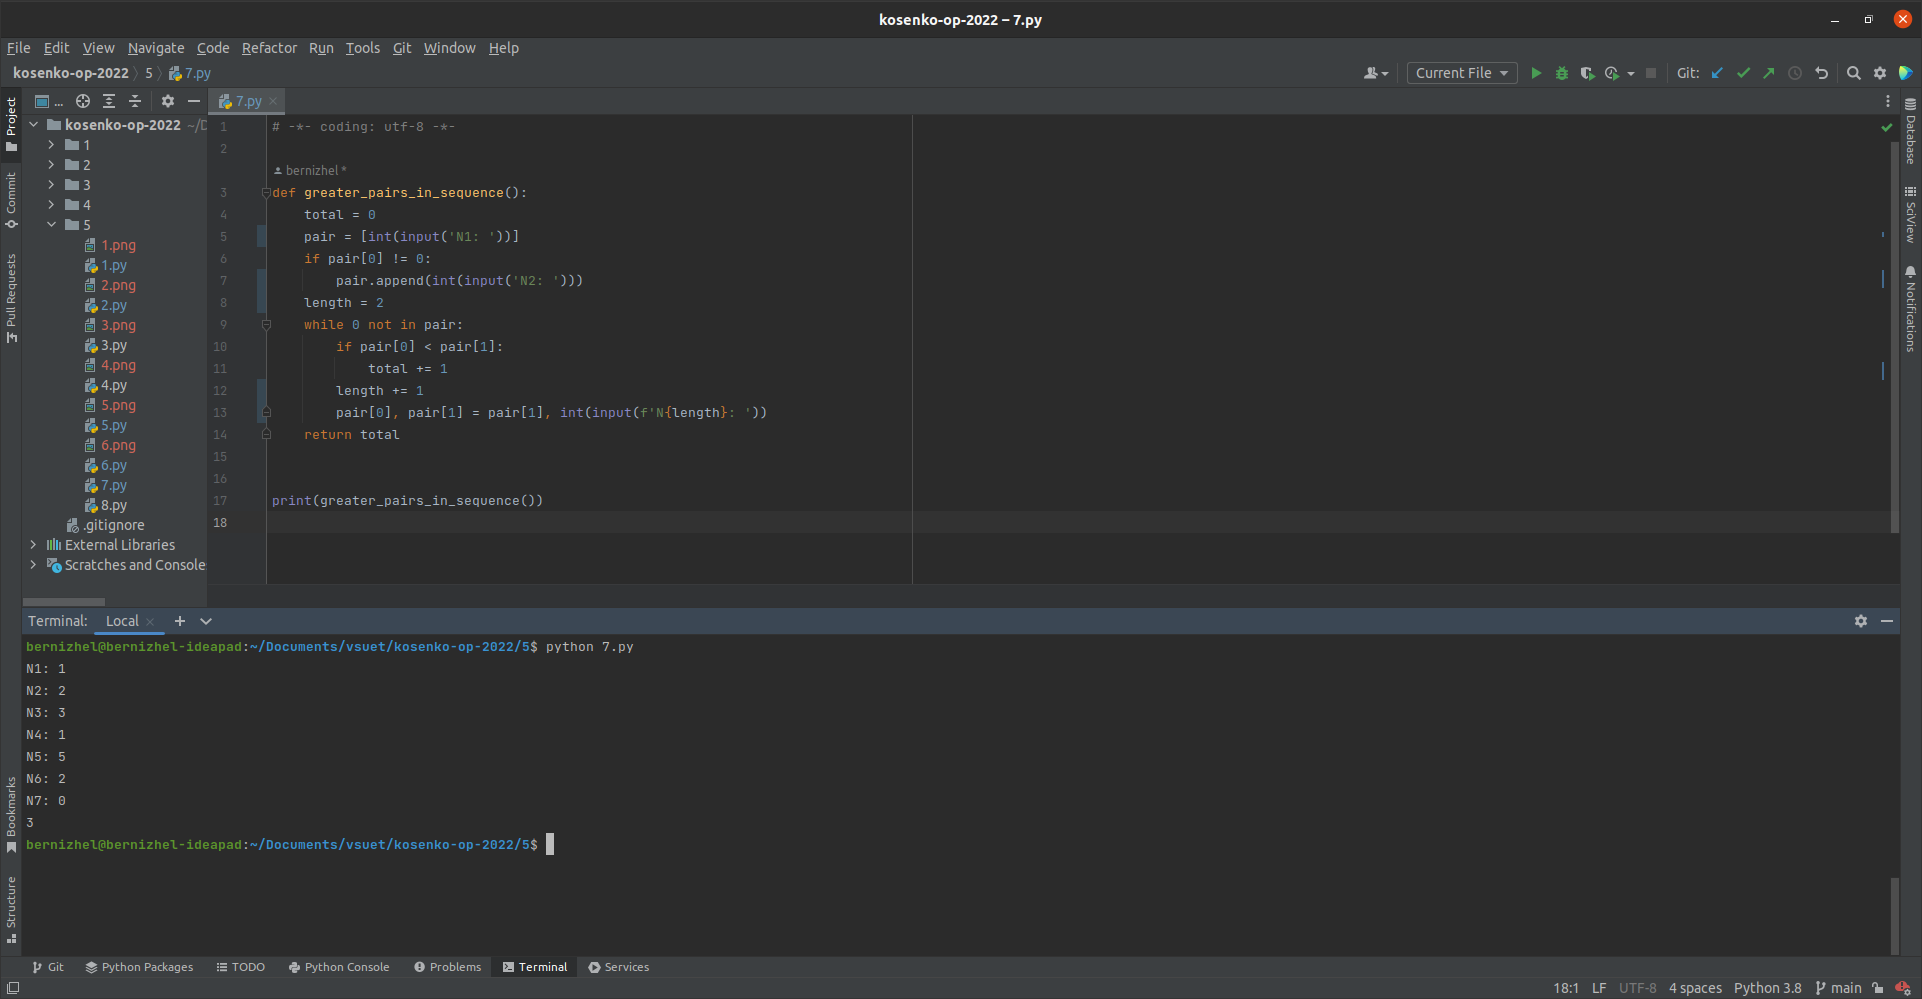 kosenko-op-2022 – 7.py
File Edit View Navigate Code Refactor Run Tools Git Window Help
kosenko-op-2022 5 7.py Current File Git:
... 7.py
Project
Commit
Pull Requests
Bookmarks
Structure
kosenko-op-2022 ~/D
1
2
3
4
5
1.png
1.py
2.png
2.py
3.png
3.py
4.png
4.py
5.png
5.py
6.png
6.py
7.py
8.py
.gitignore
External Libraries
Scratches and Console
1 # -*- coding: utf-8 -*-
2
bernizhel *
3 def greater_pairs_in_sequence():
4     total = 0
5     pair = [int(input('N1: '))]
6     if pair[0] != 0:
7         pair.append(int(input('N2: ')))
8     length = 2
9     while 0 not in pair:
10         if pair[0] < pair[1]:
11             total += 1
12         length += 1
13         pair[0], pair[1] = pair[1], int(input(f'N{length}: '))
14     return total
15
16
17 print(greater_pairs_in_sequence())
18
Database
SciView
Notifications
Terminal: Local
bernizhel@bernizhel-ideapad:~/Documents/vsuet/kosenko-op-2022/5$ python 7.py
N1: 1
N2: 2
N3: 3
N4: 1
N5: 5
N6: 2
N7: 0
3
bernizhel@bernizhel-ideapad:~/Documents/vsuet/kosenko-op-2022/5$
Git Python Packages TODO Python Console Problems Terminal Services
18:1 LF UTF-8 4 spaces Python 3.8 main